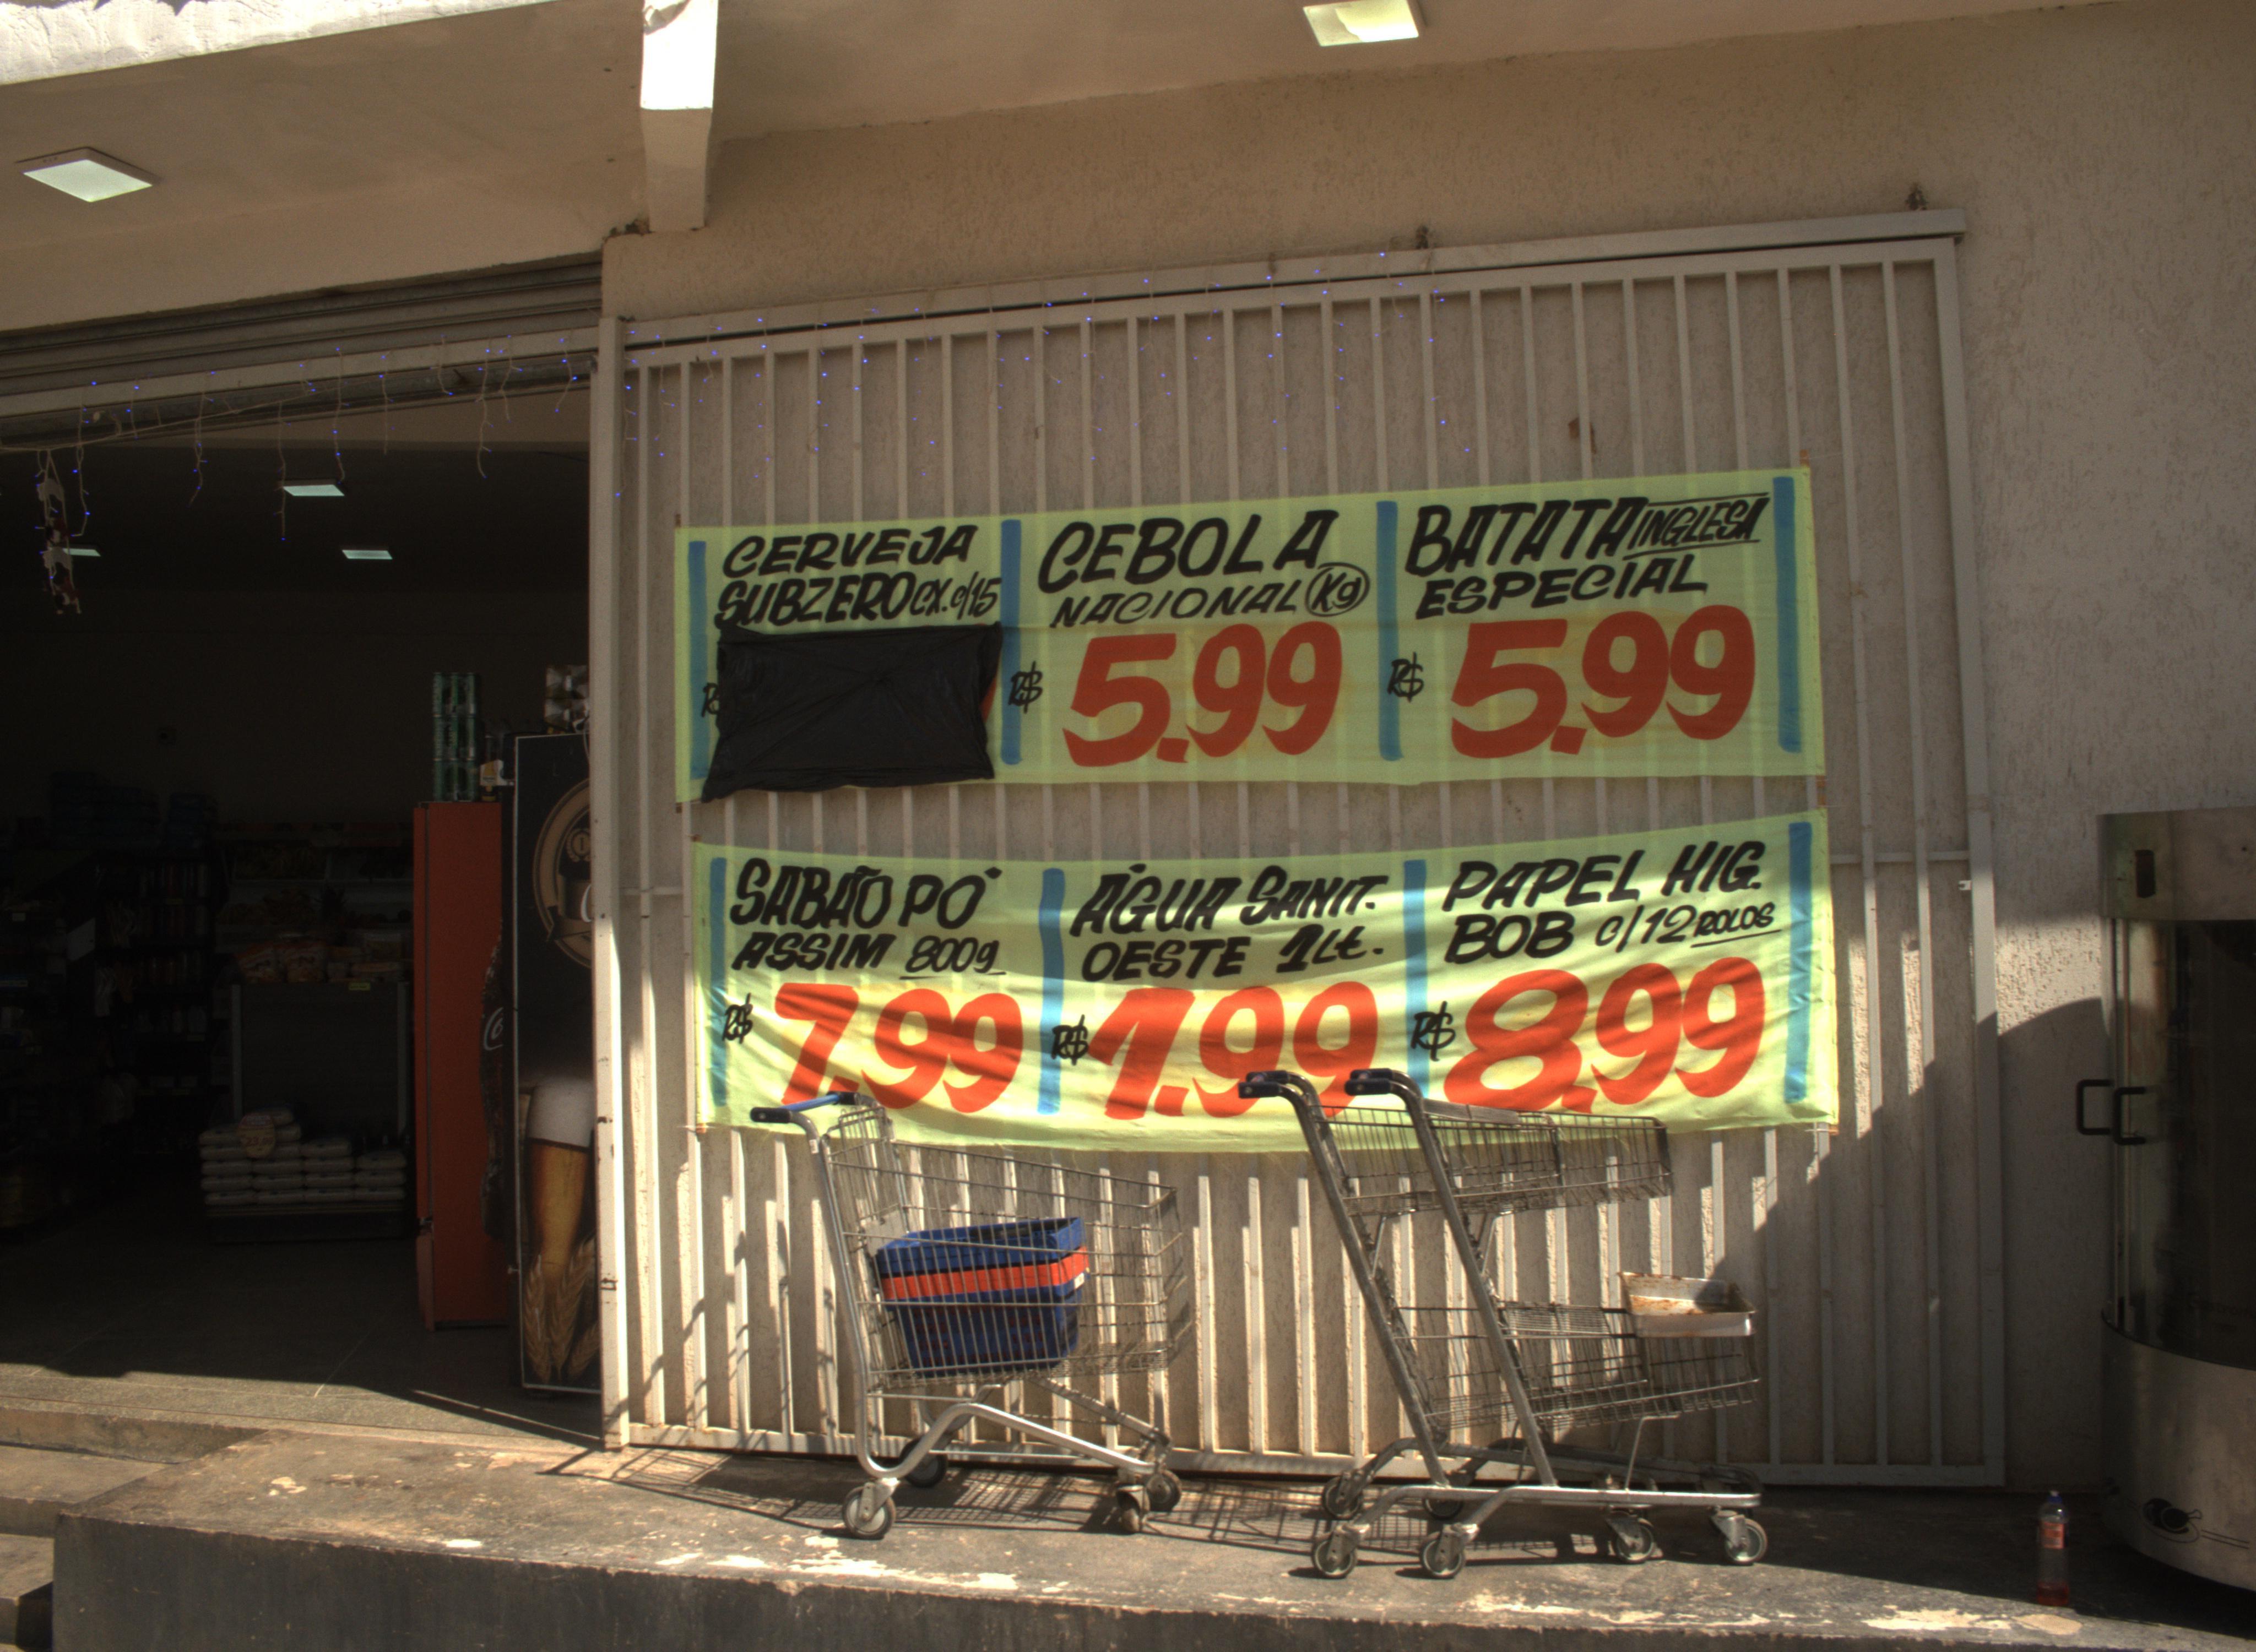 CERVEJA
SUBZERO CX. c/15
CEBOLA
NACIONAL Kg
R$ 5.99
BATATA INGLESA
ESPECIAL
R$ 5.99
SABÃO PÓ
ASSIM 800g
R$ 7.99
ÁGUA SANIT.
OESTE 1Lt.
R$ 1.99
PAPEL HIG.
BOB c/12 ROLOS
R$ 8.99